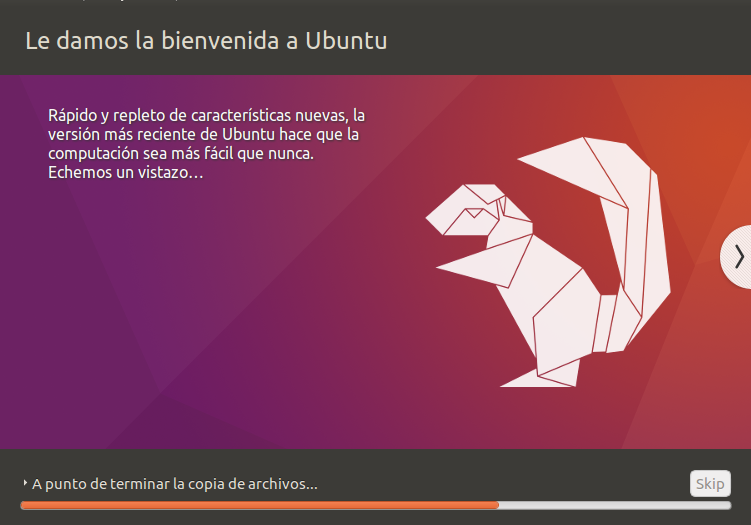 Le damos la bienvenida a Ubuntu
Rápido y repleto de características nuevas, la
versión más reciente de Ubuntu hace que la
computación sea más fácil que nunca.
Echemos un vistazo...
A punto de terminar la copia de archivos...
Skip